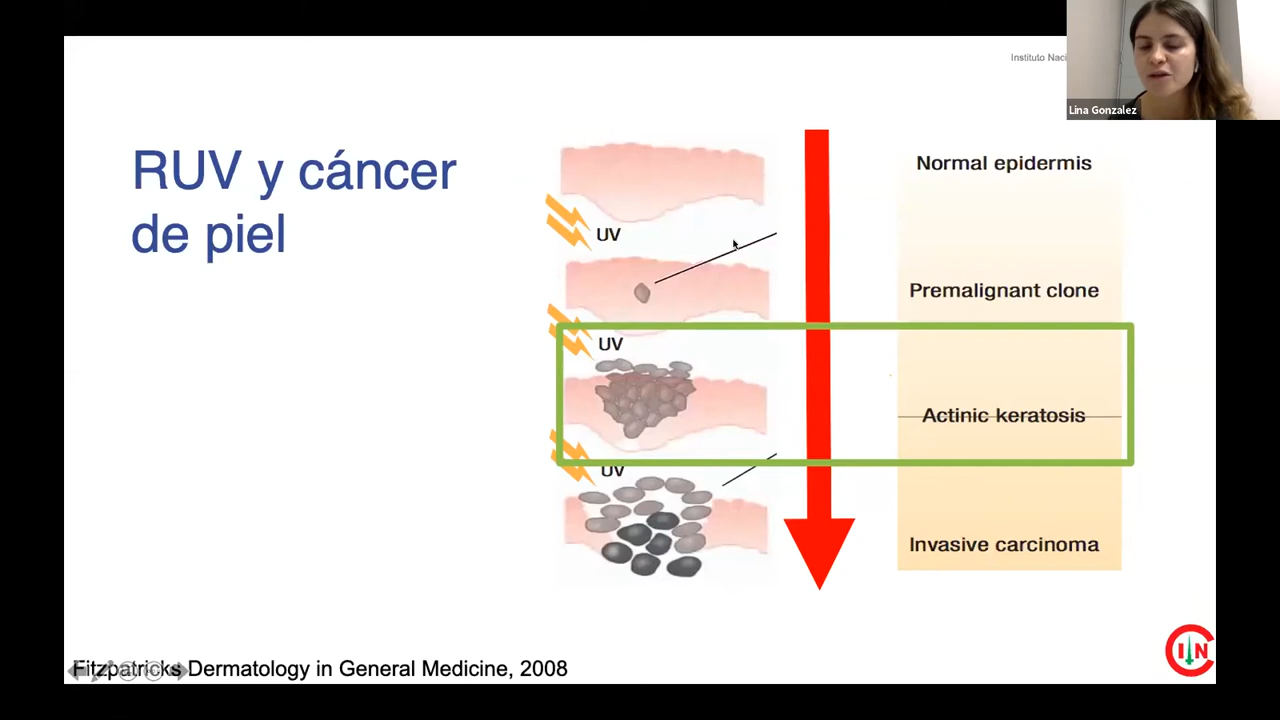 Instituto Naci
Lina Gonzalez
RUV y cáncer
de piel
Normal epidermis
UV
Premalignant clone
UV
Actinic keratosis
UV
Invasive carcinoma
Fitzpatricks Dermatology in General Medicine, 2008
C I N